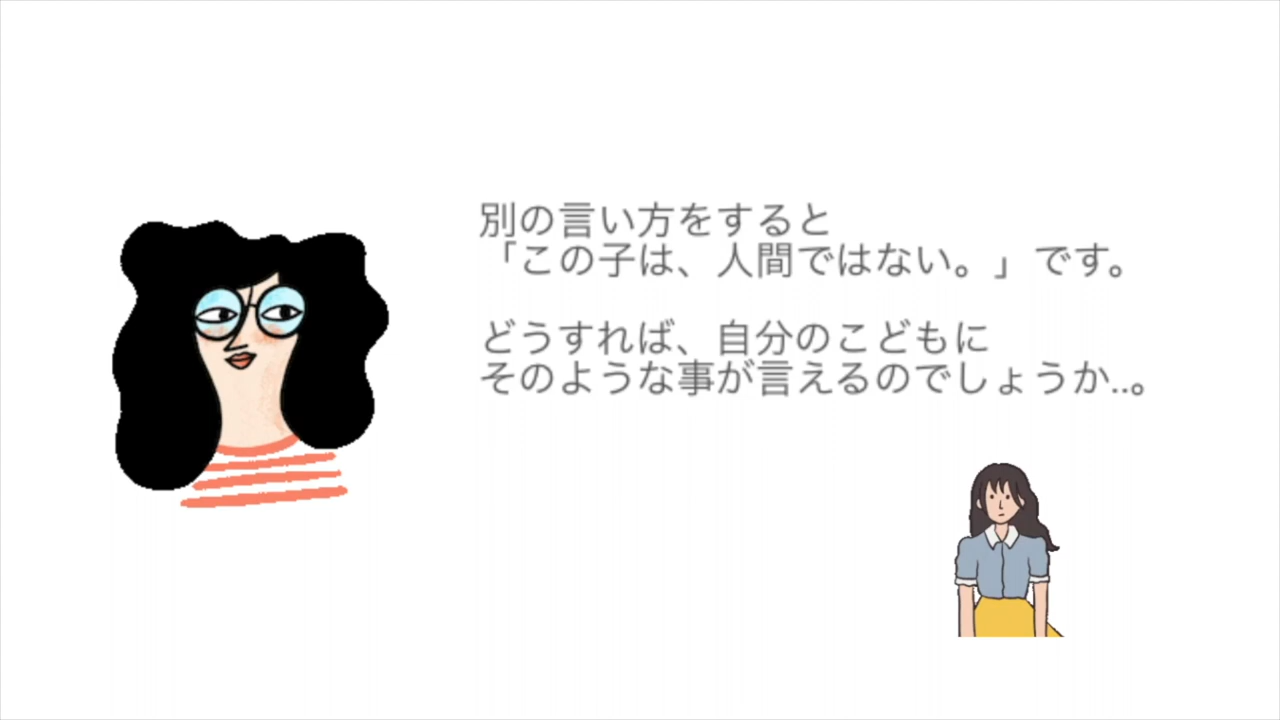 別の言い方をすると
「この子は、人間ではない。」です。
どうすれば、自分のこどもに
そのような事が言えるのでしょうか..。